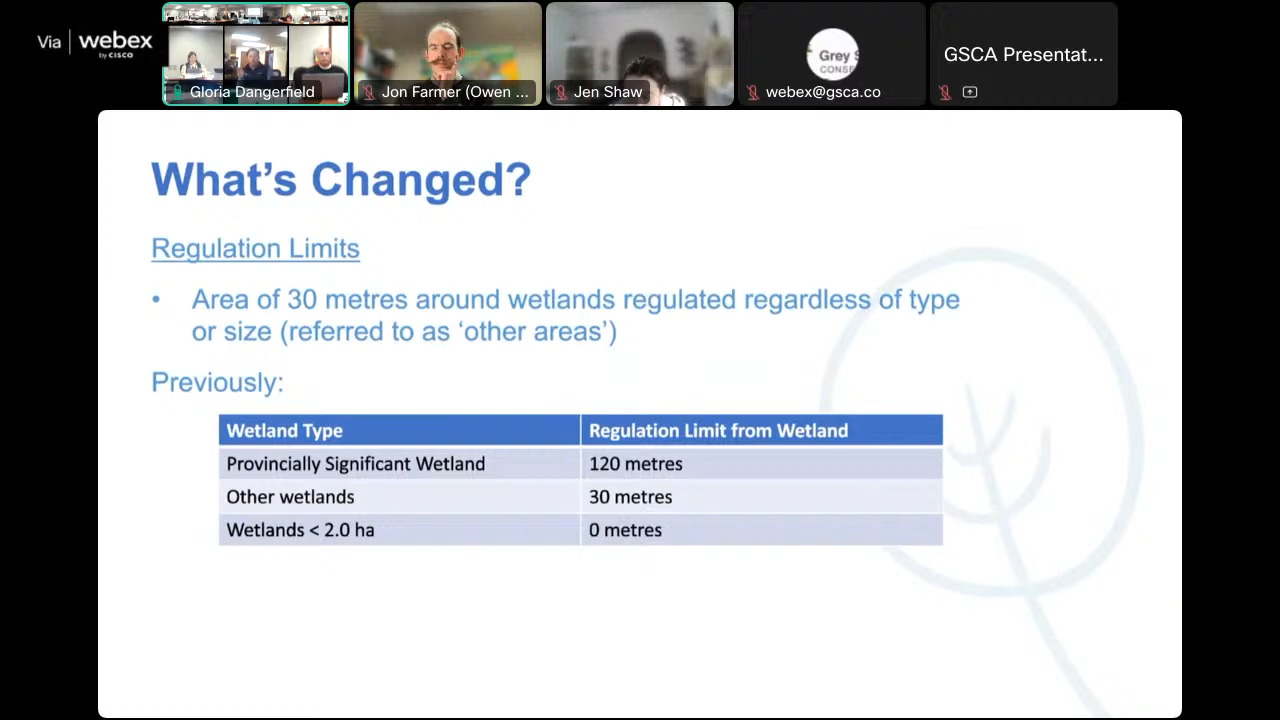 Via webex
by CISCO
Gloria Dangerfield
Jon Farmer (Owen ...
Jen Shaw
Grey S
CONSE
webex@gsca.co
GSCA Presentat...
What's Changed?
Regulation Limits
• Area of 30 metres around wetlands regulated regardless of type
or size (referred to as 'other areas')
Previously:
Wetland Type Regulation Limit from Wetland
Provincially Significant Wetland 120 metres
Other wetlands 30 metres
Wetlands < 2.0 ha 0 metres